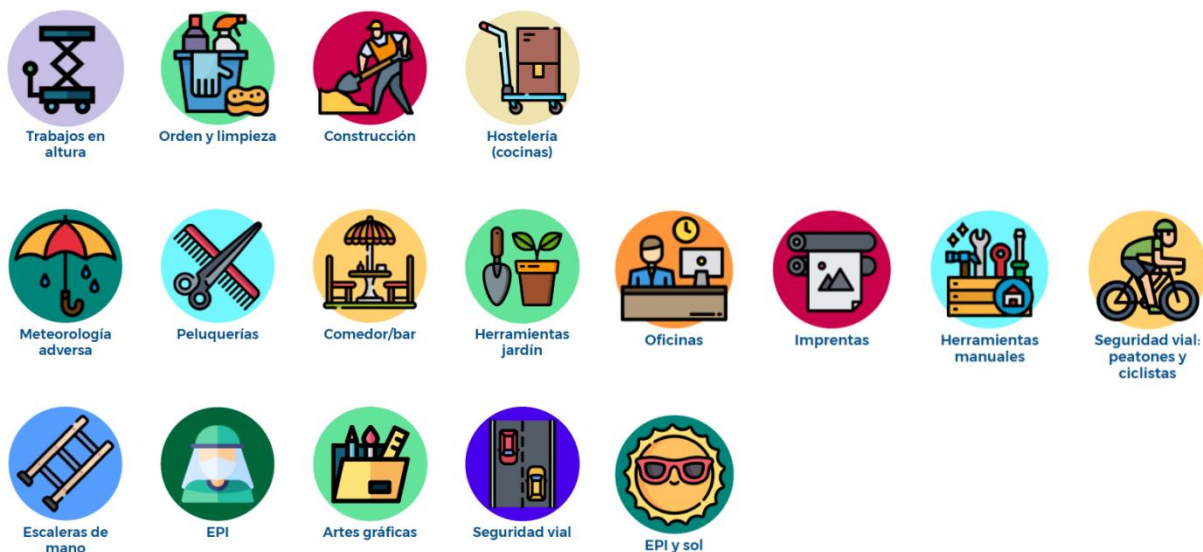 Trabajos en
altura
Orden y limpieza
Construcción
Hostelería
(cocinas)
Meteorología
adversa
Peluquerías
Comedor/bar
Herramientas
jardín
Oficinas
Imprentas
Herramientas
manuales
Seguridad vial:
peatones y
ciclistas
Escaleras de
mano
EPI
Artes gráficas
Seguridad vial
EPI y sol